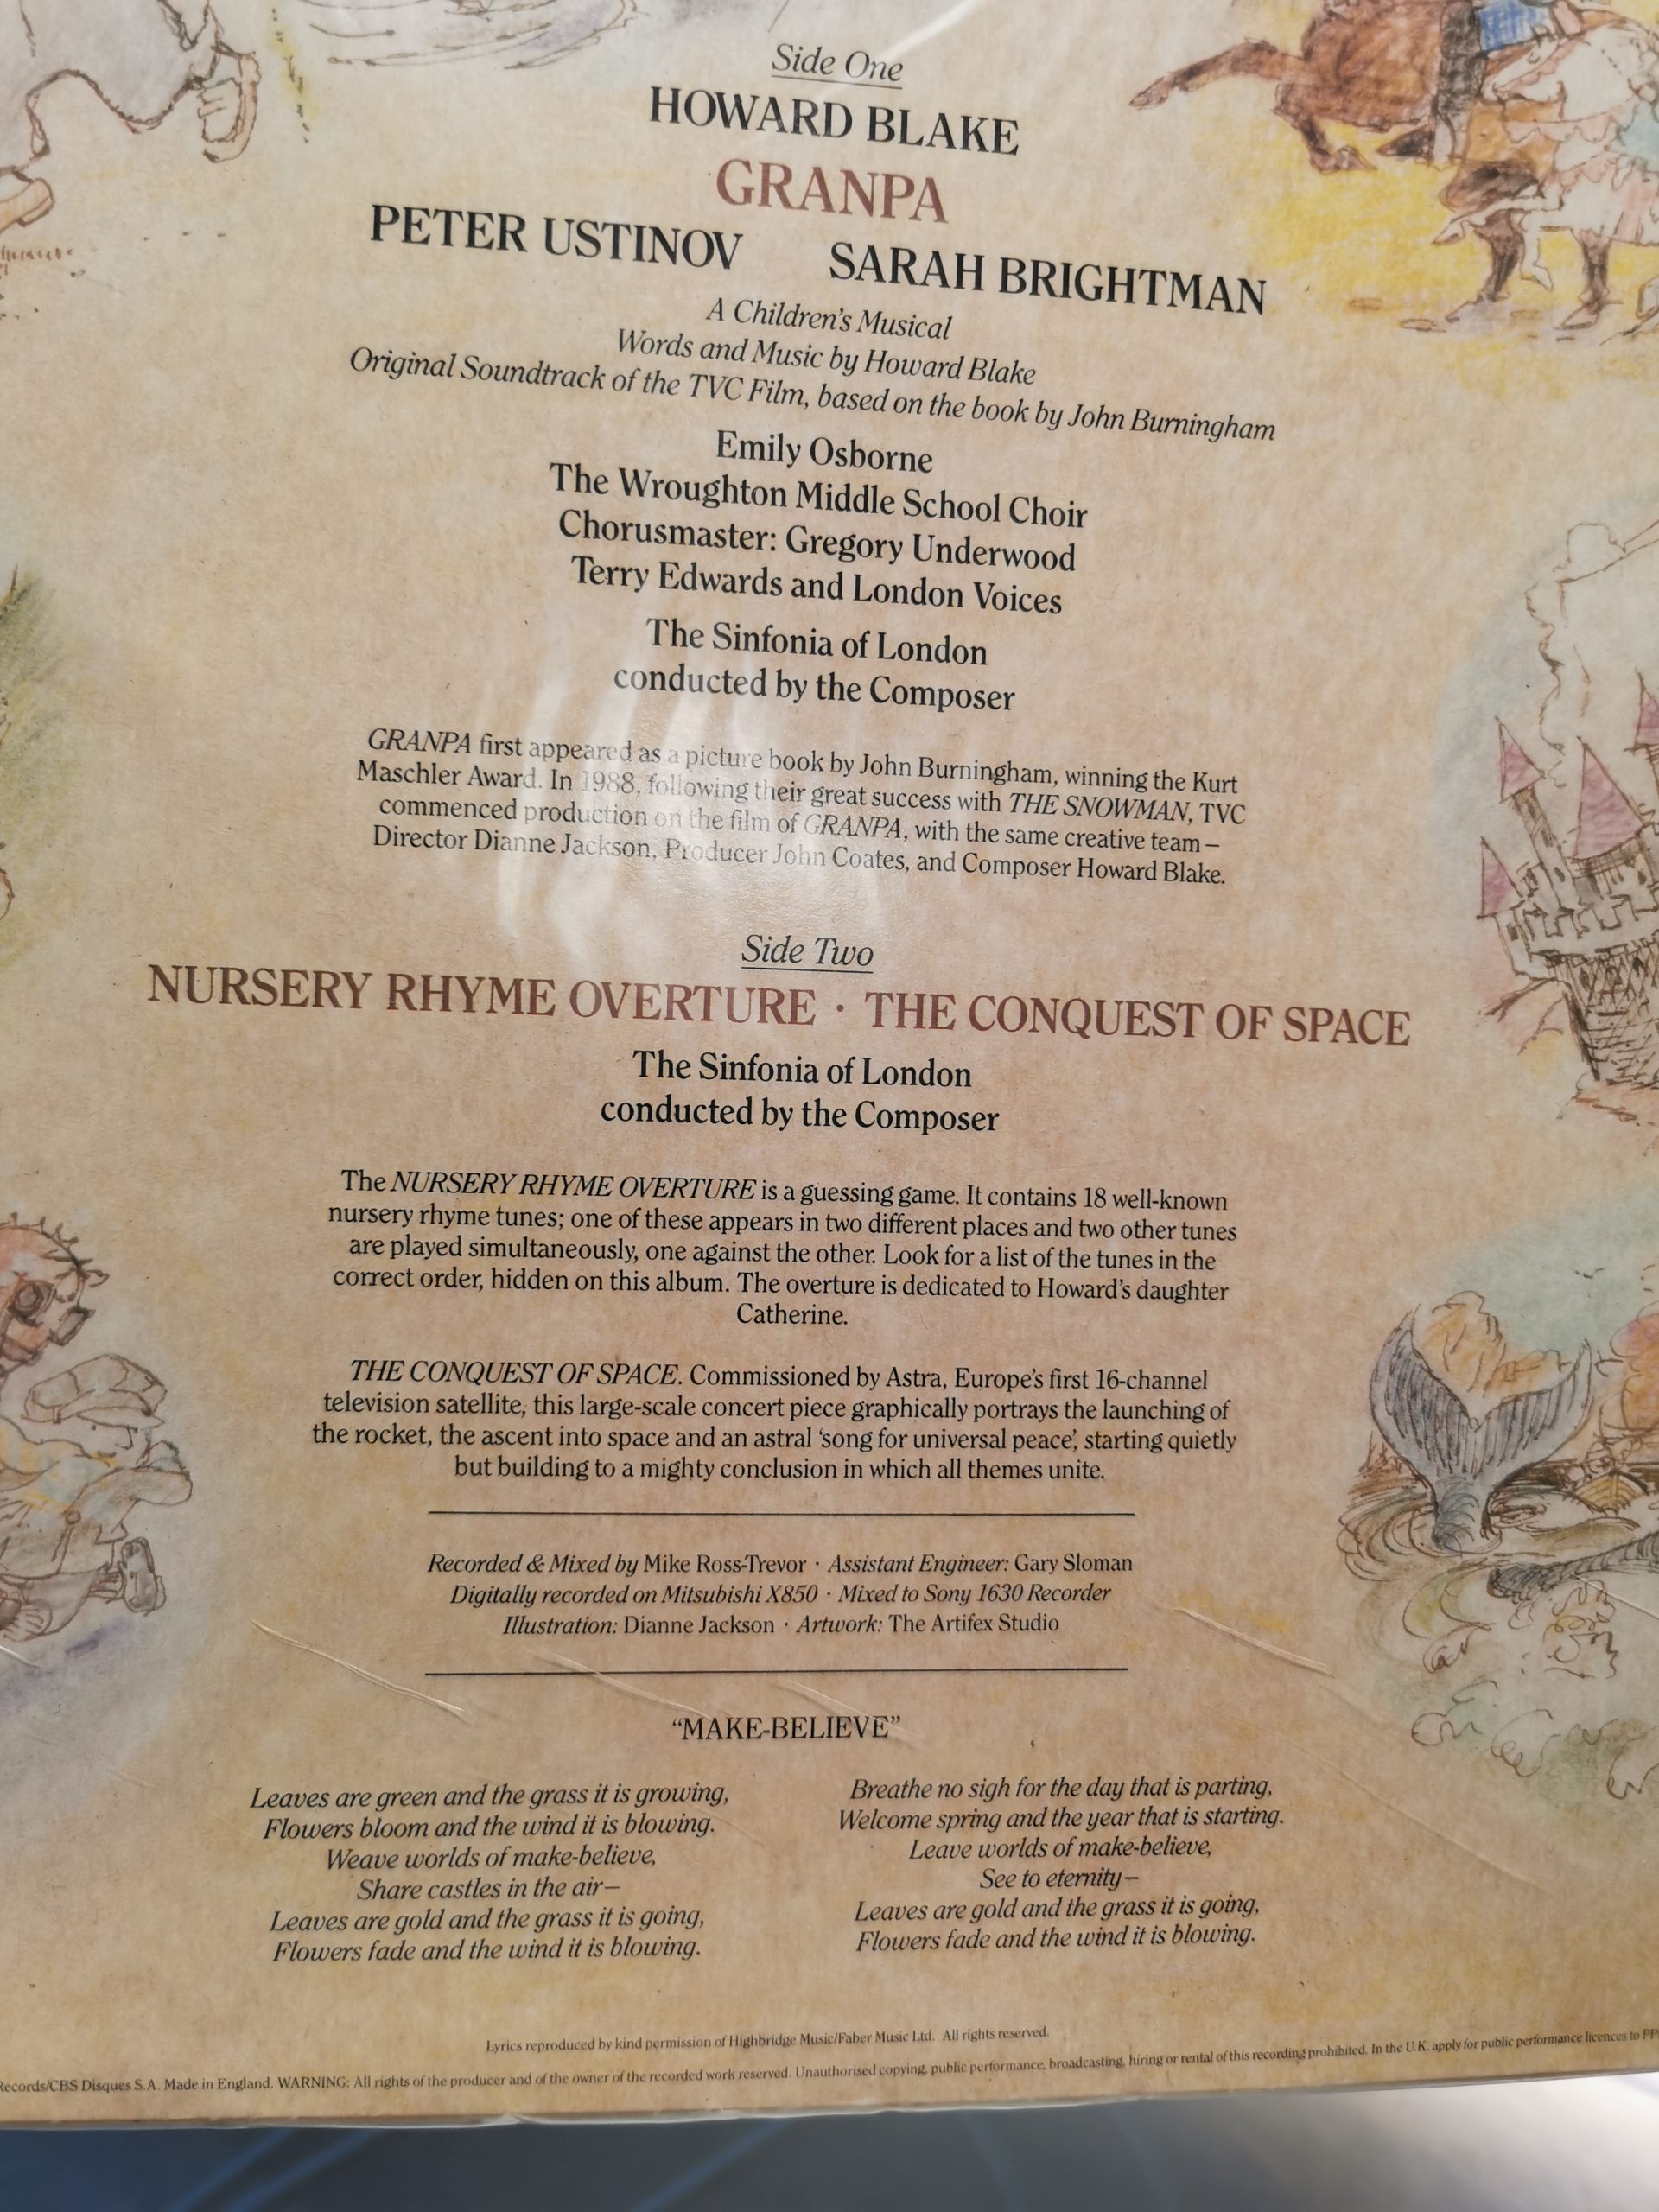 Side One
HOWARD BLAKE
GRANPA
PETER USTINOV SARAH BRIGHTMAN
A Children's Musical
Words and Music by Howard Blake
Original Soundtrack of the TVC Film, based on the book by John Burningham
Emily Osborne
The Wroughton Middle School Choir
Chorusmaster: Gregory Underwood
Terry Edwards and London Voices
The Sinfonia of London
conducted by the Composer
GRANPA first appeared as a picture book by John Burningham, winning the Kurt
Maschler Award. In 1988, following their great success with THE SNOWMAN, TVC
commenced production on the film of GRANPA, with the same creative team–
Director Dianne Jackson, Producer John Coates, and Composer Howard Blake.
Side Two
NURSERY RHYME OVERTURE · THE CONQUEST OF SPACE
The Sinfonia of London
conducted by the Composer
The NURSERY RHYME OVERTURE is a guessing game. It contains 18 well-known
nursery rhyme tunes; one of these appears in two different places and two other tunes
are played simultaneously, one against the other. Look for a list of the tunes in the
correct order, hidden on this album. The overture is dedicated to Howard's daughter
Catherine.
THE CONQUEST OF SPACE. Commissioned by Astra, Europe's first 16-channel
television satellite, this large-scale concert piece graphically portrays the launching of
the rocket, the ascent into space and an astral 'song for universal peace', starting quietly
but building to a mighty conclusion in which all themes unite.
Recorded & Mixed by Mike Ross-Trevor · Assistant Engineer: Gary Sloman
Digitally recorded on Mitsubishi X850 · Mixed to Sony 1630 Recorder
Illustration: Dianne Jackson · Artwork: The Artifex Studio
"MAKE-BELIEVE"
Leaves are green and the grass it is growing,
Flowers bloom and the wind it is blowing.
Weave worlds of make-believe,
Share castles in the air–
Leaves are gold and the grass it is going,
Flowers fade and the wind it is blowing.
Breathe no sigh for the day that is parting,
Welcome spring and the year that is starting.
Leave worlds of make-believe,
See to eternity–
Leaves are gold and the grass it is going,
Flowers fade and the wind it is blowing.
Lyrics reproduced by kind permission of Highbridge Music/Faber Music Ltd. All rights reserved.
Records/CBS Disques S.A. Made in England. WARNING: All rights of the producer and of the owner of the recorded work reserved. Unauthorised copying, public performance, broadcasting, hiring or rental of this recording prohibited. In the U.K. apply for public performance licences to